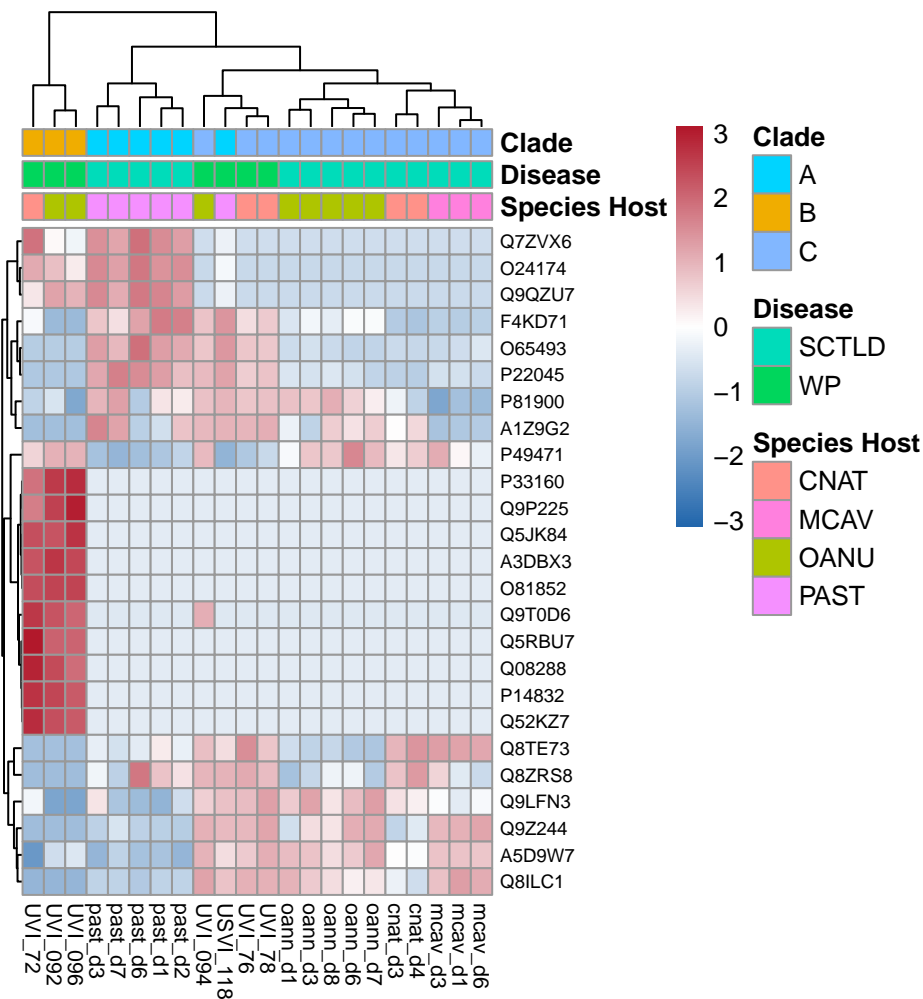 Clade
Disease
Species Host
Q7ZVX6
O24174
Q9QZU7
F4KD71
O65493
P22045
P81900
A1Z9G2
P49471
P33160
Q9P225
Q5JK84
A3DBX3
O81852
Q9T0D6
Q5RBU7
Q08288
P14832
Q52KZ7
Q8TE73
Q8ZRS8
Q9LFN3
Q9Z244
A5D9W7
Q8ILC1
UVI_72
UVI_092
UVI_096
past_d3
past_d7
past_d6
past_d1
past_d2
UVI_094
USVI_118
UVI_76
UVI_78
oann_d1
oann_d3
oann_d8
oann_d6
oann_d7
cnat_d3
cnat_d4
mcav_d3
mcav_d1
mcav_d6
3
2
1
0
−1
−2
−3
Clade
A
B
C
Disease
SCTLD
WP
Species Host
CNAT
MCAV
OANU
PAST